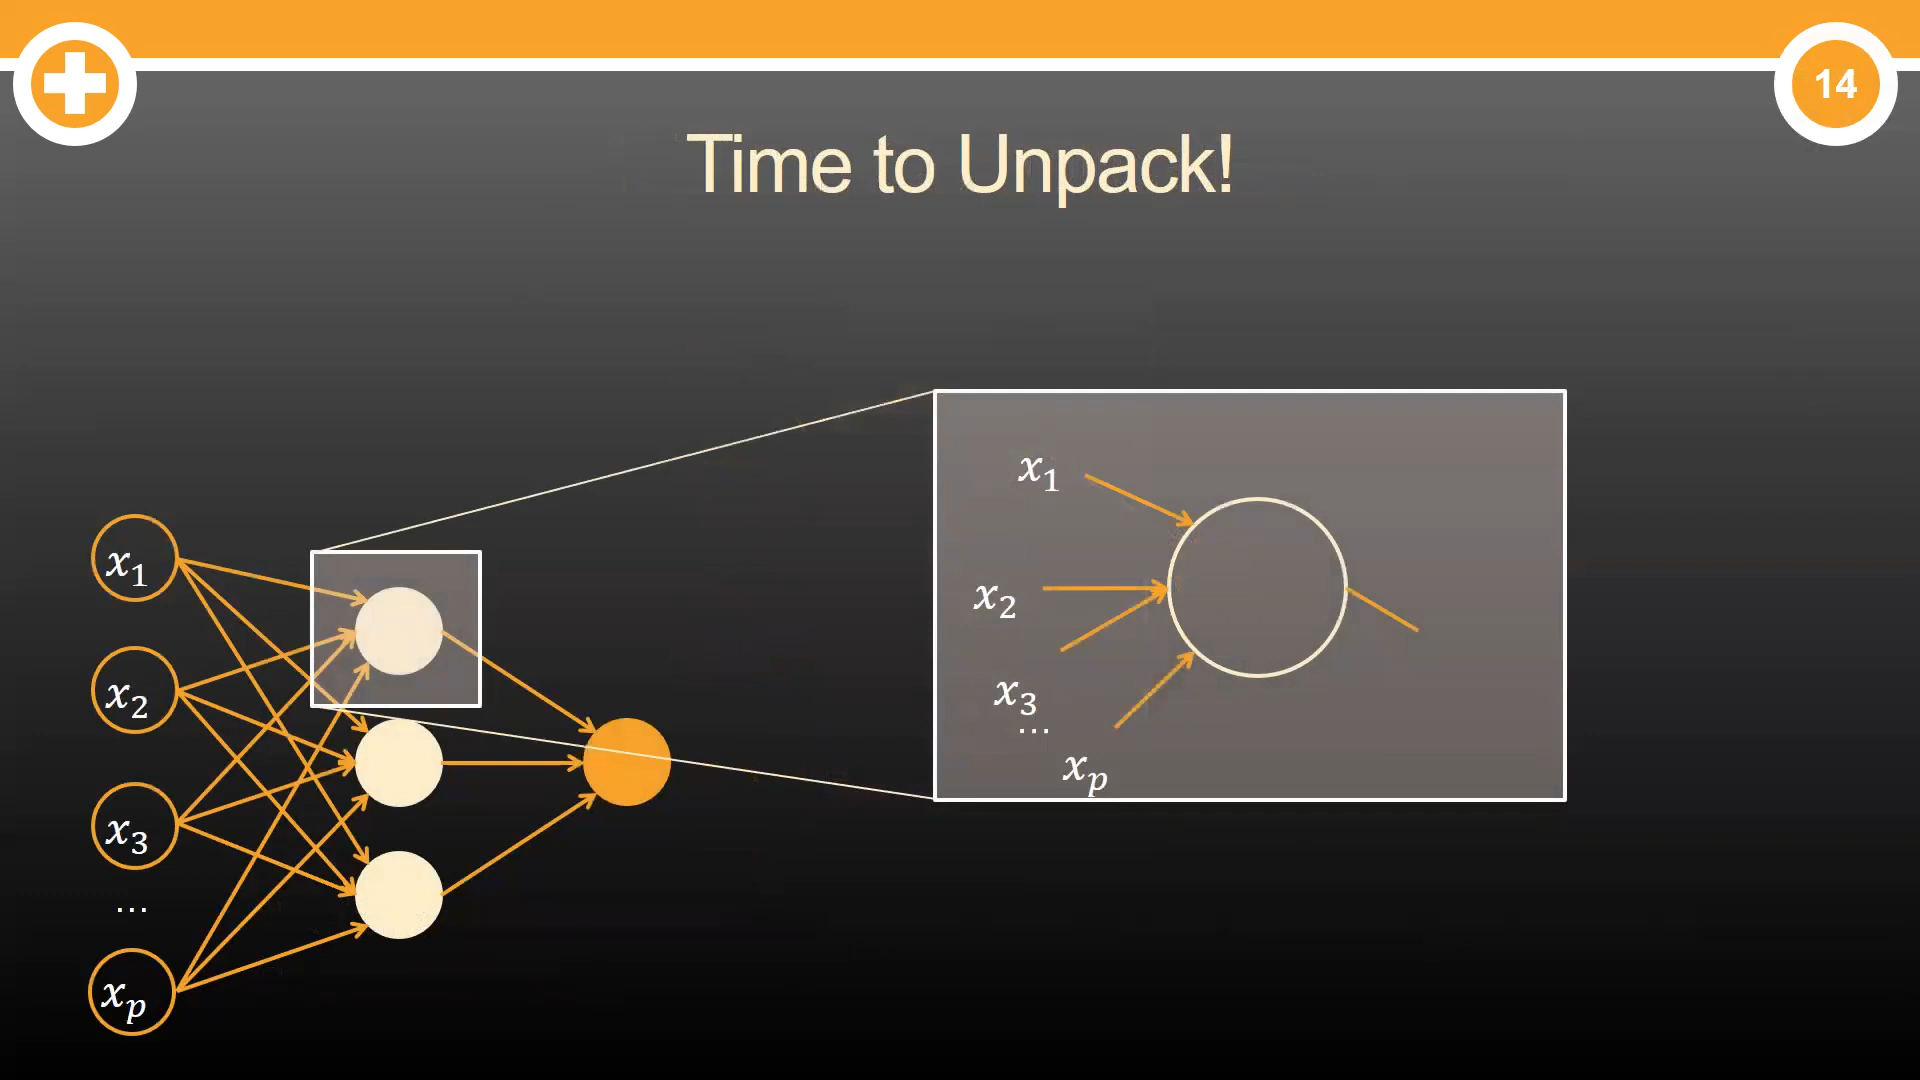 14
Time to Unpack!
x₁
x₂
x₃
...
xₚ
x₁
x₂
x₃
...
xₚ